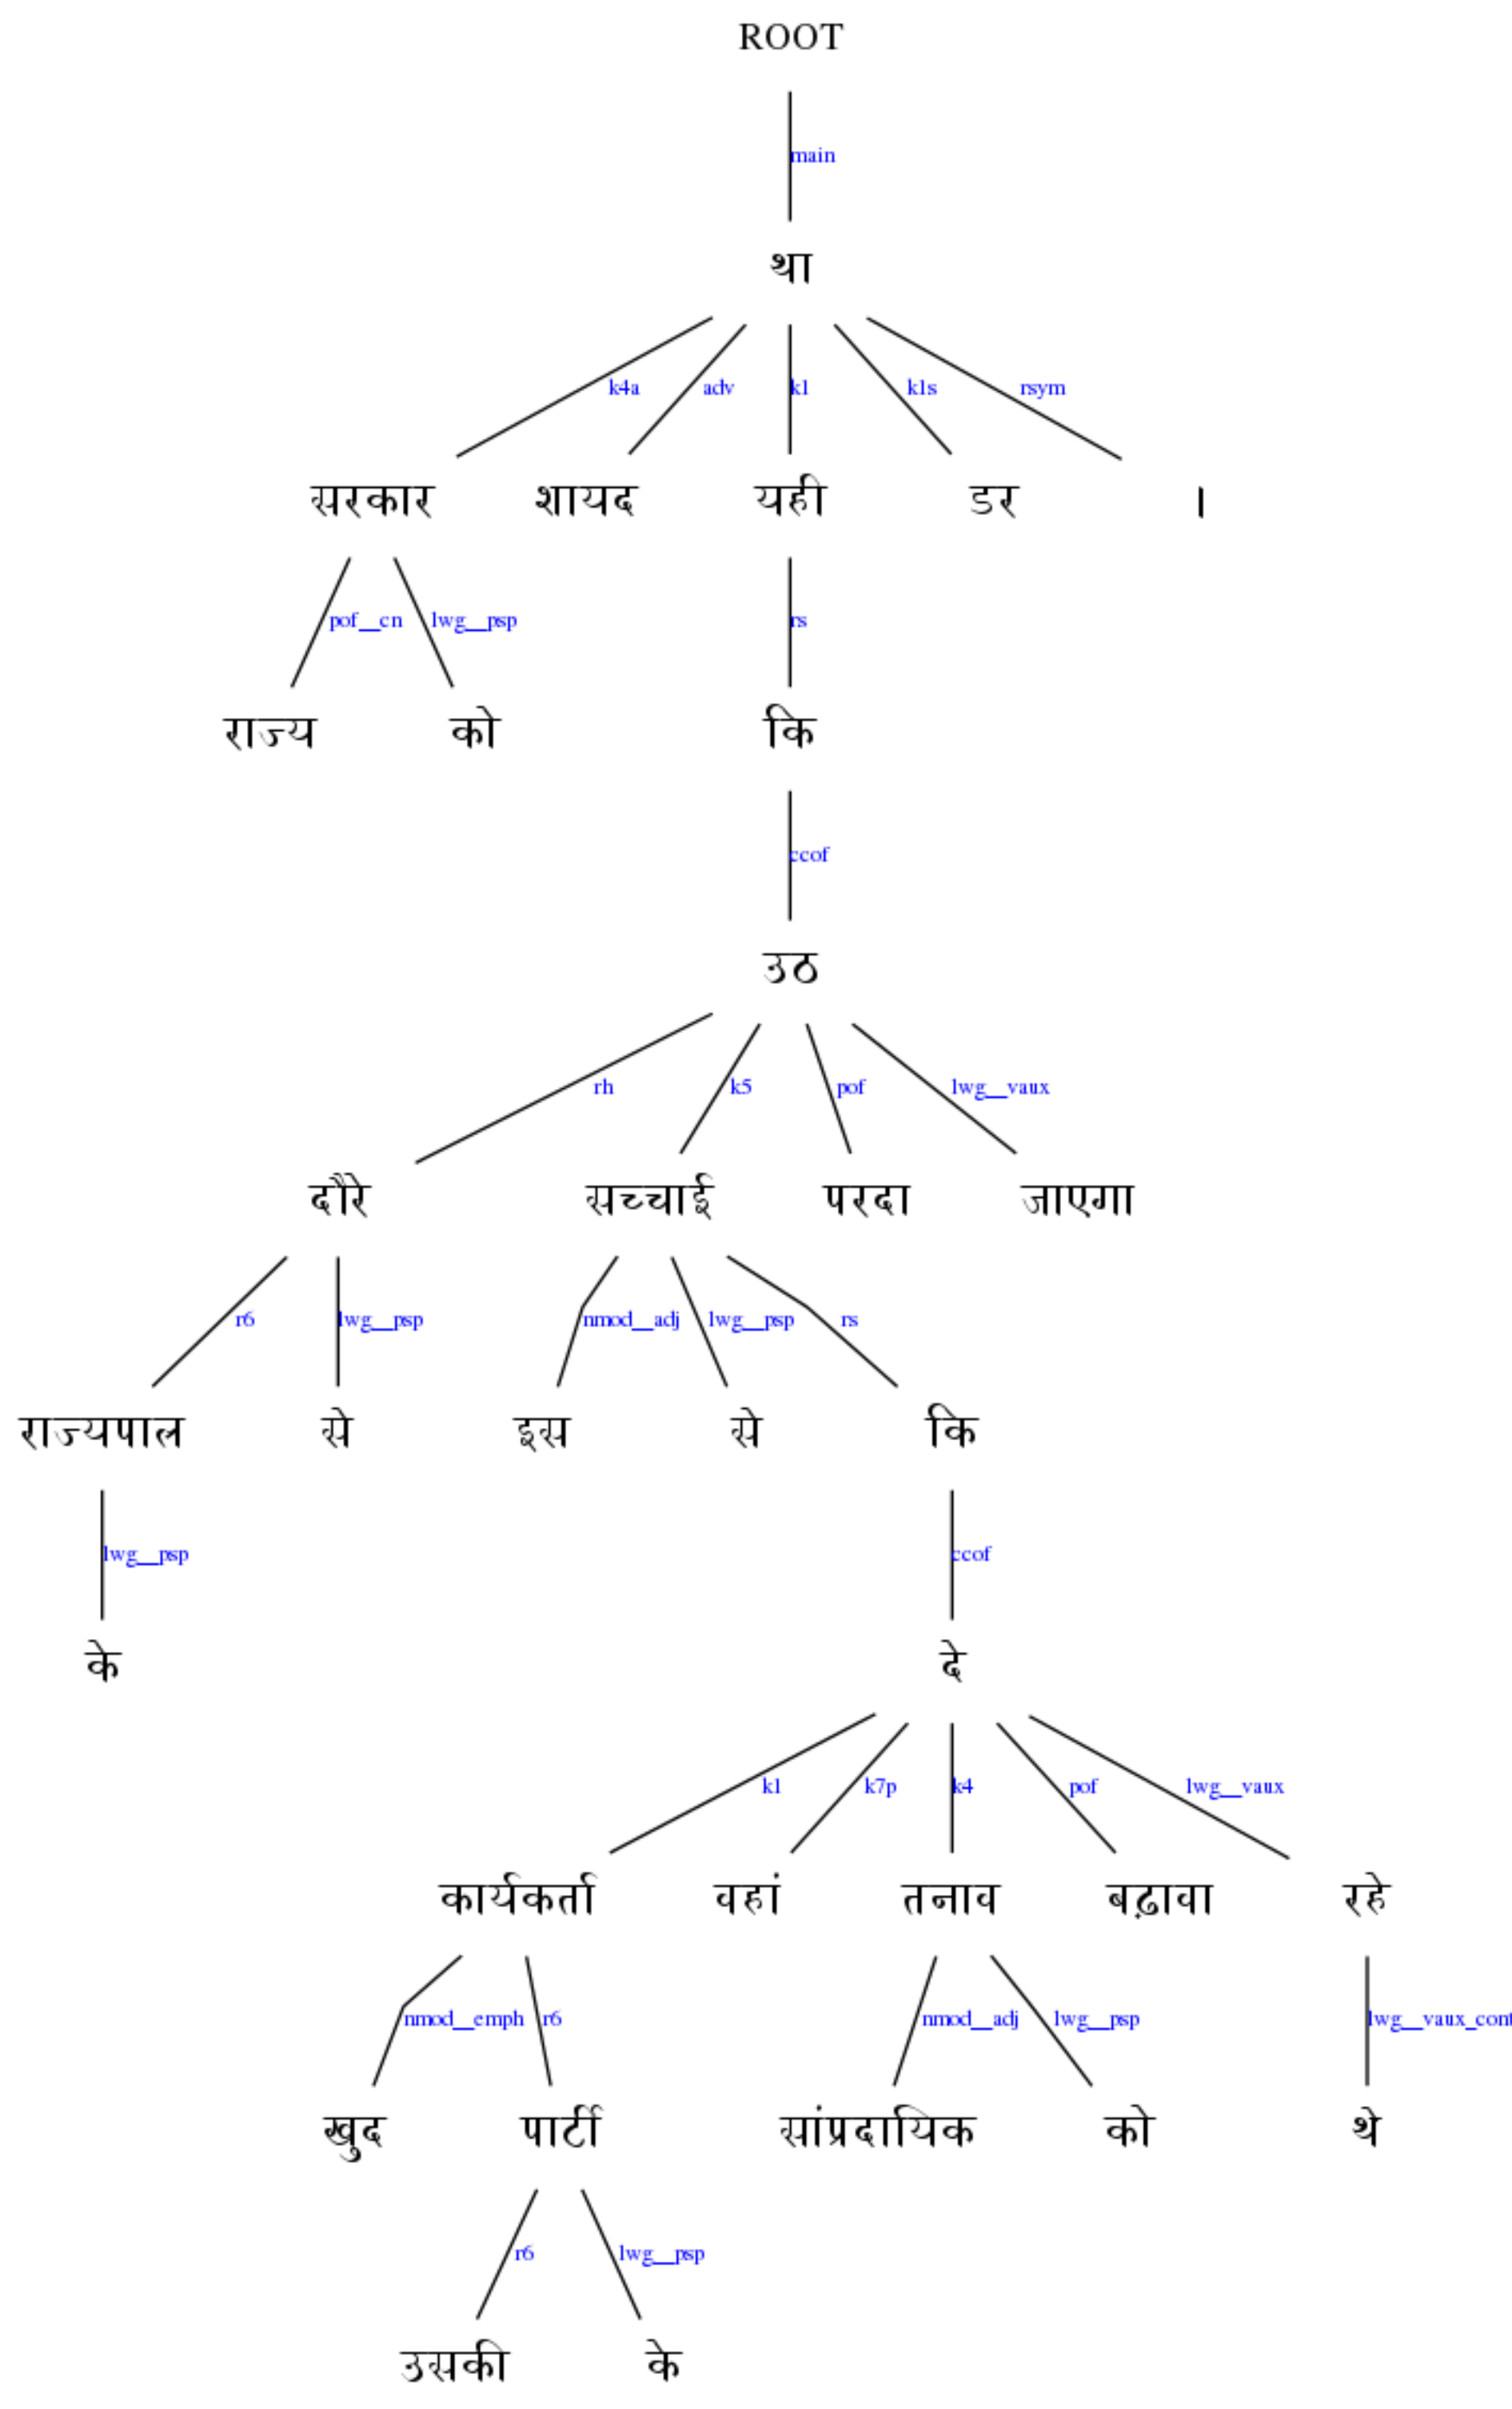 ROOT
main
था
k4a adv k1 k1s rsym
सरकार शायद यही डर ।
pof__cn lwg__psp rs
राज्य को कि
ccof
उठ
rh k5 pof lwg__vaux
दौरे सच्चाई परदा जाएगा
r6 lwg__psp nmod__adj lwg__psp rs
राज्यपाल से इस से कि
lwg__psp ccof
के दे
k1 k7p k4 pof lwg__vaux
कार्यकर्ता वहां तनाव बढ़ावा रहे
nmod__emph r6 nmod__adj lwg__psp lwg__vaux_cont
खुद पार्टी सांप्रदायिक को थे
r6 lwg__psp
उसकी के